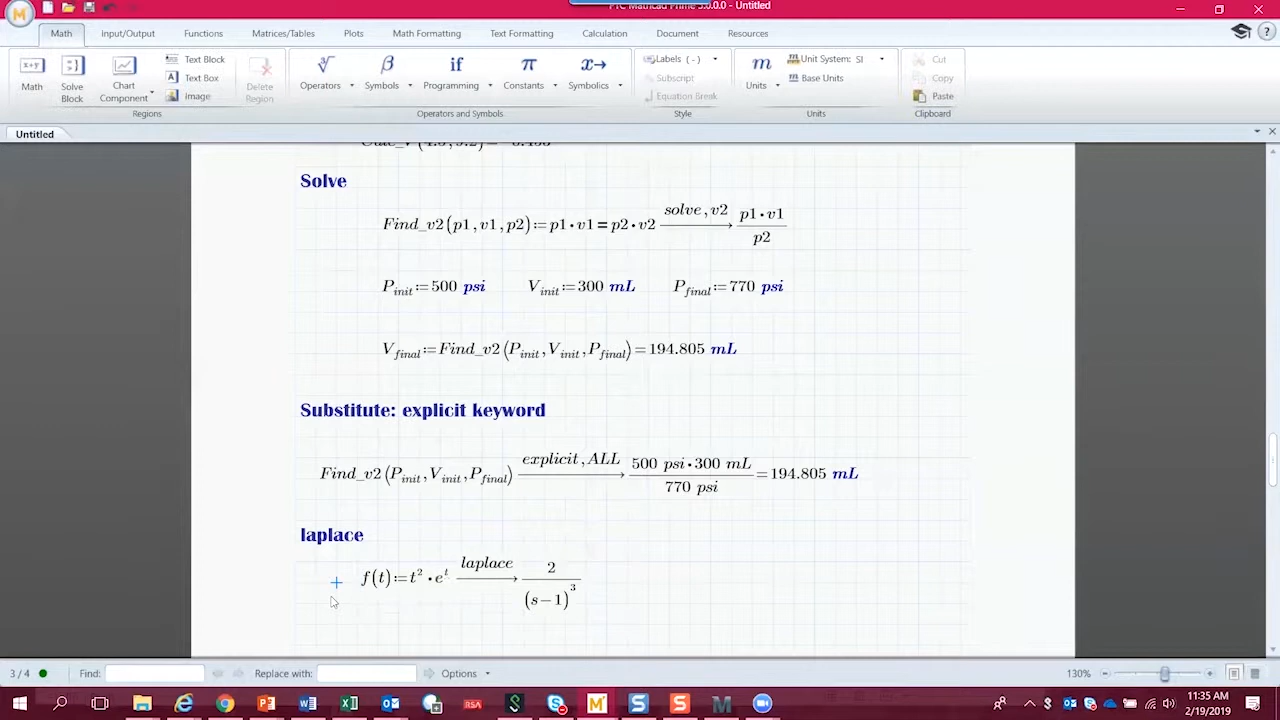 PTC Mathcad Prime 5.0.0.0 - Untitled
Math Input/Output Functions Matrices/Tables Plots Math Formatting Text Formatting Calculation Document Resources
Math
Solve Block
Chart Component
Text Block
Text Box
Image
Delete Region
Regions
Operators
Symbols
if
Programming
π
Constants
Symbolics
Operators and Symbols
Labels ( - )
Subscript
Equation Break
Style
m
Units
Unit System: SI
Base Units
Units
Cut
Copy
Paste
Clipboard
Untitled
Solve
Find_v2(p1,v1,p2):=p1·v1=p2·v2 solve,v2 → p1·v1/p2
P_init:=500 psi V_init:=300 mL P_final:=770 psi
V_final:=Find_v2(P_init,V_init,P_final)=194.805 mL
Substitute: explicit keyword
Find_v2(P_init,V_init,P_final) explicit,ALL → 500 psi·300 mL/770 psi=194.805 mL
laplace
f(t):=t²·eᵗ laplace → 2/(s-1)³
3 / 4 Find: Replace with: Options 130%
RSA
11:35 AM
2/19/2019